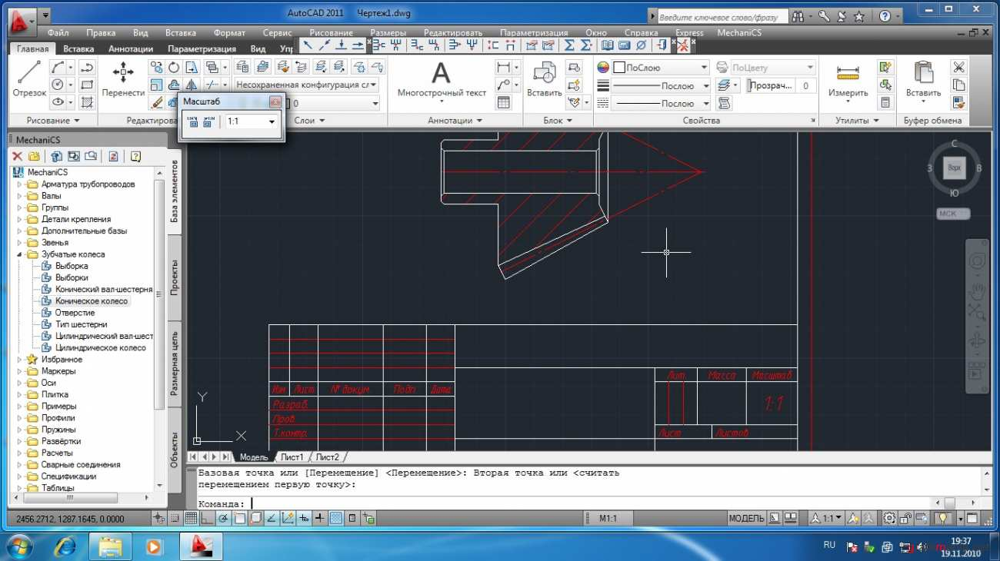 AutoCAD 2011 Чертеж1.dwg
Введите ключевое слово/фразу
Файл Правка Вид Вставка Формат Сервис Рисование Размеры Редактировать Параметризация Окно Справка Express MechaniCS
Главная Вставка Аннотации Параметризация Вид Упр
Отрезок
Перенести
Несохраненная конфигурация сл
0
Многострочный текст
Вставить
ПоСлою
Послою
Послою
ПоЦвету
Прозрач... 0
Измерить
Вставить
Рисование
Редактирова
Слои
Аннотации
Блок
Свойства
Утилиты
Буфер обмена
Масштаб
1:1
MechaniCS
MechaniCS
Арматура трубопроводов
Валы
Группы
Детали крепления
Дополнительные базы
Звенья
Зубчатые колеса
Выборка
Выборки
Конический вал-шестерня
Коническое колесо
Отверстие
Тип шестерни
Цилиндрический вал-шест
Цилиндрическое колесо
Избранное
Маркеры
Оси
Плитка
Примеры
Профили
Пружины
Развёртки
Расчеты
Сварные соединения
Спецификации
Таблицы
База элементов
Проекты
Размерная цепь
Объекты
С
З Верх В
Ю
МСК
Изм Лист № докум. Подп. Дата
Разраб.
Пров.
Т.контр.
Лит. Масса Масштаб
1:1
Лист Листов
Y
X
Модель Лист1 Лист2
Базовая точка или [Перемещение] <Перемещение>: Вторая точка или <считать
перемещением первую точку>:
Команда:
2456.2712, 1287.1645, 0.0000
М1:1
МОДЕЛЬ
1:1
RU
19:37
19.11.2010